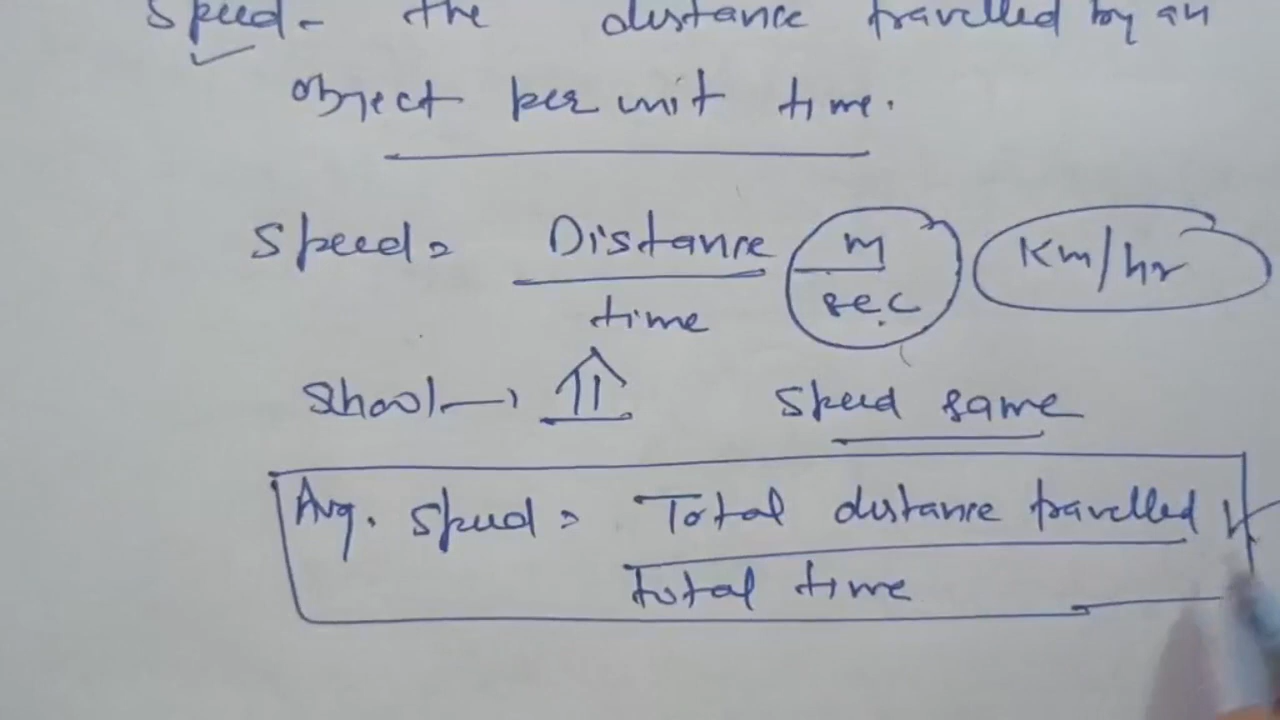 Speed - the distance travelled by an
object per unit time.
Speed = Distance m Km/hr
time sec
School → speed same
Avg. speed = Total distance travelled
Total time